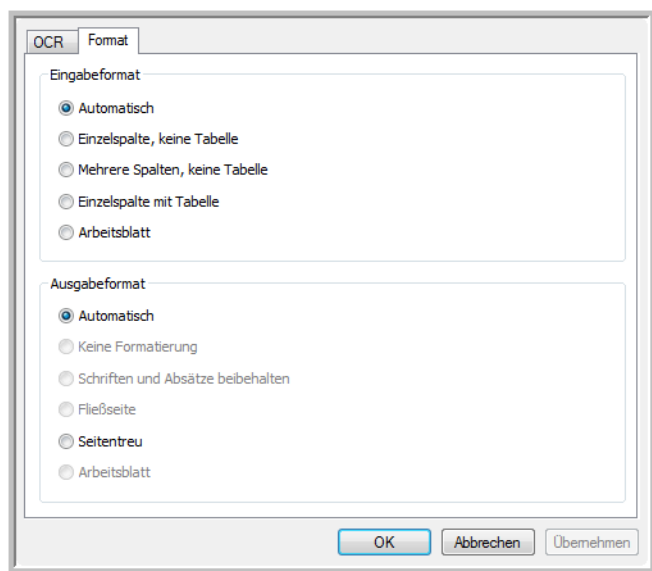 OCR Format
Eingabeformat
Automatisch
Einzelspalte, keine Tabelle
Mehrere Spalten, keine Tabelle
Einzelspalte mit Tabelle
Arbeitsblatt
Ausgabeformat
Automatisch
Keine Formatierung
Schriften und Absätze beibehalten
Fließseite
Seitentreu
Arbeitsblatt
OK Abbrechen Übernehmen